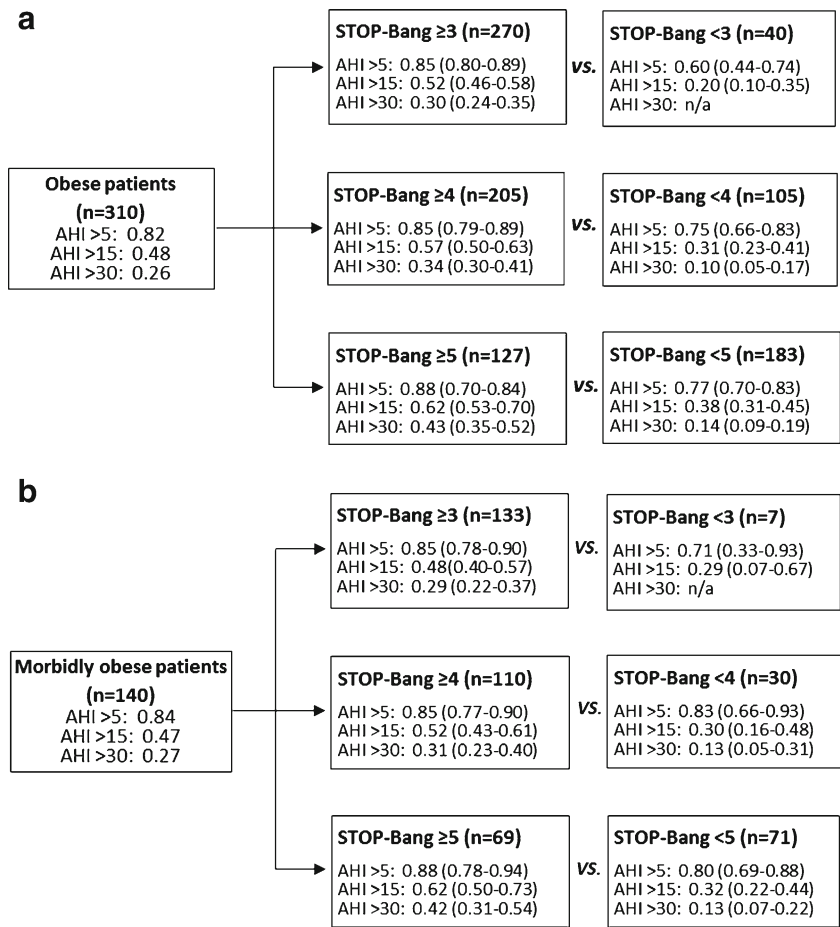 a
STOP-Bang ≥3 (n=270)
AHI >5: 0.85 (0.80-0.89)
AHI >15: 0.52 (0.46-0.58)
AHI >30: 0.30 (0.24-0.35)
vs.
STOP-Bang <3 (n=40)
AHI >5: 0.60 (0.44-0.74)
AHI >15: 0.20 (0.10-0.35)
AHI >30: n/a
Obese patients
(n=310)
AHI >5: 0.82
AHI >15: 0.48
AHI >30: 0.26
STOP-Bang ≥4 (n=205)
AHI >5: 0.85 (0.79-0.89)
AHI >15: 0.57 (0.50-0.63)
AHI >30: 0.34 (0.30-0.41)
vs.
STOP-Bang <4 (n=105)
AHI >5: 0.75 (0.66-0.83)
AHI >15: 0.31 (0.23-0.41)
AHI >30: 0.10 (0.05-0.17)
STOP-Bang ≥5 (n=127)
AHI >5: 0.88 (0.70-0.84)
AHI >15: 0.62 (0.53-0.70)
AHI >30: 0.43 (0.35-0.52)
vs.
STOP-Bang <5 (n=183)
AHI >5: 0.77 (0.70-0.83)
AHI >15: 0.38 (0.31-0.45)
AHI >30: 0.14 (0.09-0.19)
b
STOP-Bang ≥3 (n=133)
AHI >5: 0.85 (0.78-0.90)
AHI >15: 0.48(0.40-0.57)
AHI >30: 0.29 (0.22-0.37)
vs.
STOP-Bang <3 (n=7)
AHI >5: 0.71 (0.33-0.93)
AHI >15: 0.29 (0.07-0.67)
AHI >30: n/a
Morbidly obese patients
(n=140)
AHI >5: 0.84
AHI >15: 0.47
AHI >30: 0.27
STOP-Bang ≥4 (n=110)
AHI >5: 0.85 (0.77-0.90)
AHI >15: 0.52 (0.43-0.61)
AHI >30: 0.31 (0.23-0.40)
vs.
STOP-Bang <4 (n=30)
AHI >5: 0.83 (0.66-0.93)
AHI >15: 0.30 (0.16-0.48)
AHI >30: 0.13 (0.05-0.31)
STOP-Bang ≥5 (n=69)
AHI >5: 0.88 (0.78-0.94)
AHI >15: 0.62 (0.50-0.73)
AHI >30: 0.42 (0.31-0.54)
vs.
STOP-Bang <5 (n=71)
AHI >5: 0.80 (0.69-0.88)
AHI >15: 0.32 (0.22-0.44)
AHI >30: 0.13 (0.07-0.22)